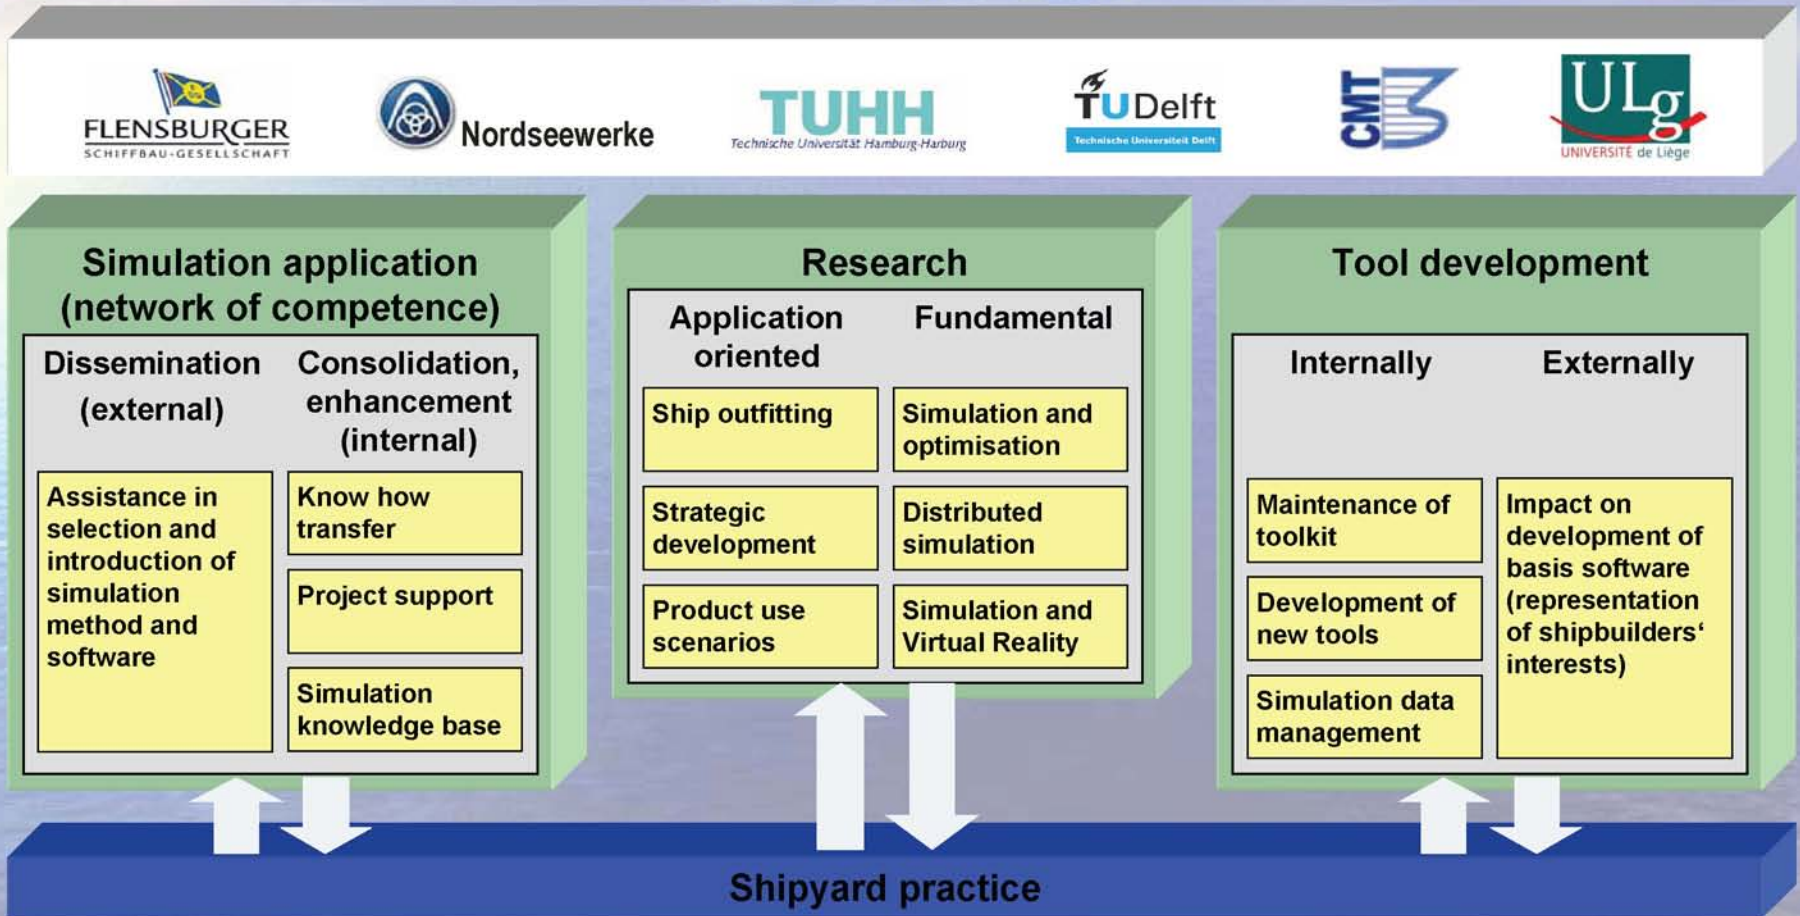 FLENSBURGER
SCHIFFBAU-GESELLSCHAFT
Nordseewerke
TUHH
Technische Universität Hamburg-Harburg
TUDelft
Technische Universiteit Delft
CMT
ULg
UNIVERSITÉ de Liège
Simulation application
(network of competence)
Dissemination
(external)
Assistance in
selection and
introduction of
simulation
method and
software
Consolidation,
enhancement
(internal)
Know how
transfer
Project support
Simulation
knowledge base
Research
Application
oriented
Ship outfitting
Strategic
development
Product use
scenarios
Fundamental
Simulation and
optimisation
Distributed
simulation
Simulation and
Virtual Reality
Tool development
Internally
Maintenance of
toolkit
Development of
new tools
Simulation data
management
Externally
Impact on
development of
basis software
(representation
of shipbuilders‘
interests)
Shipyard practice